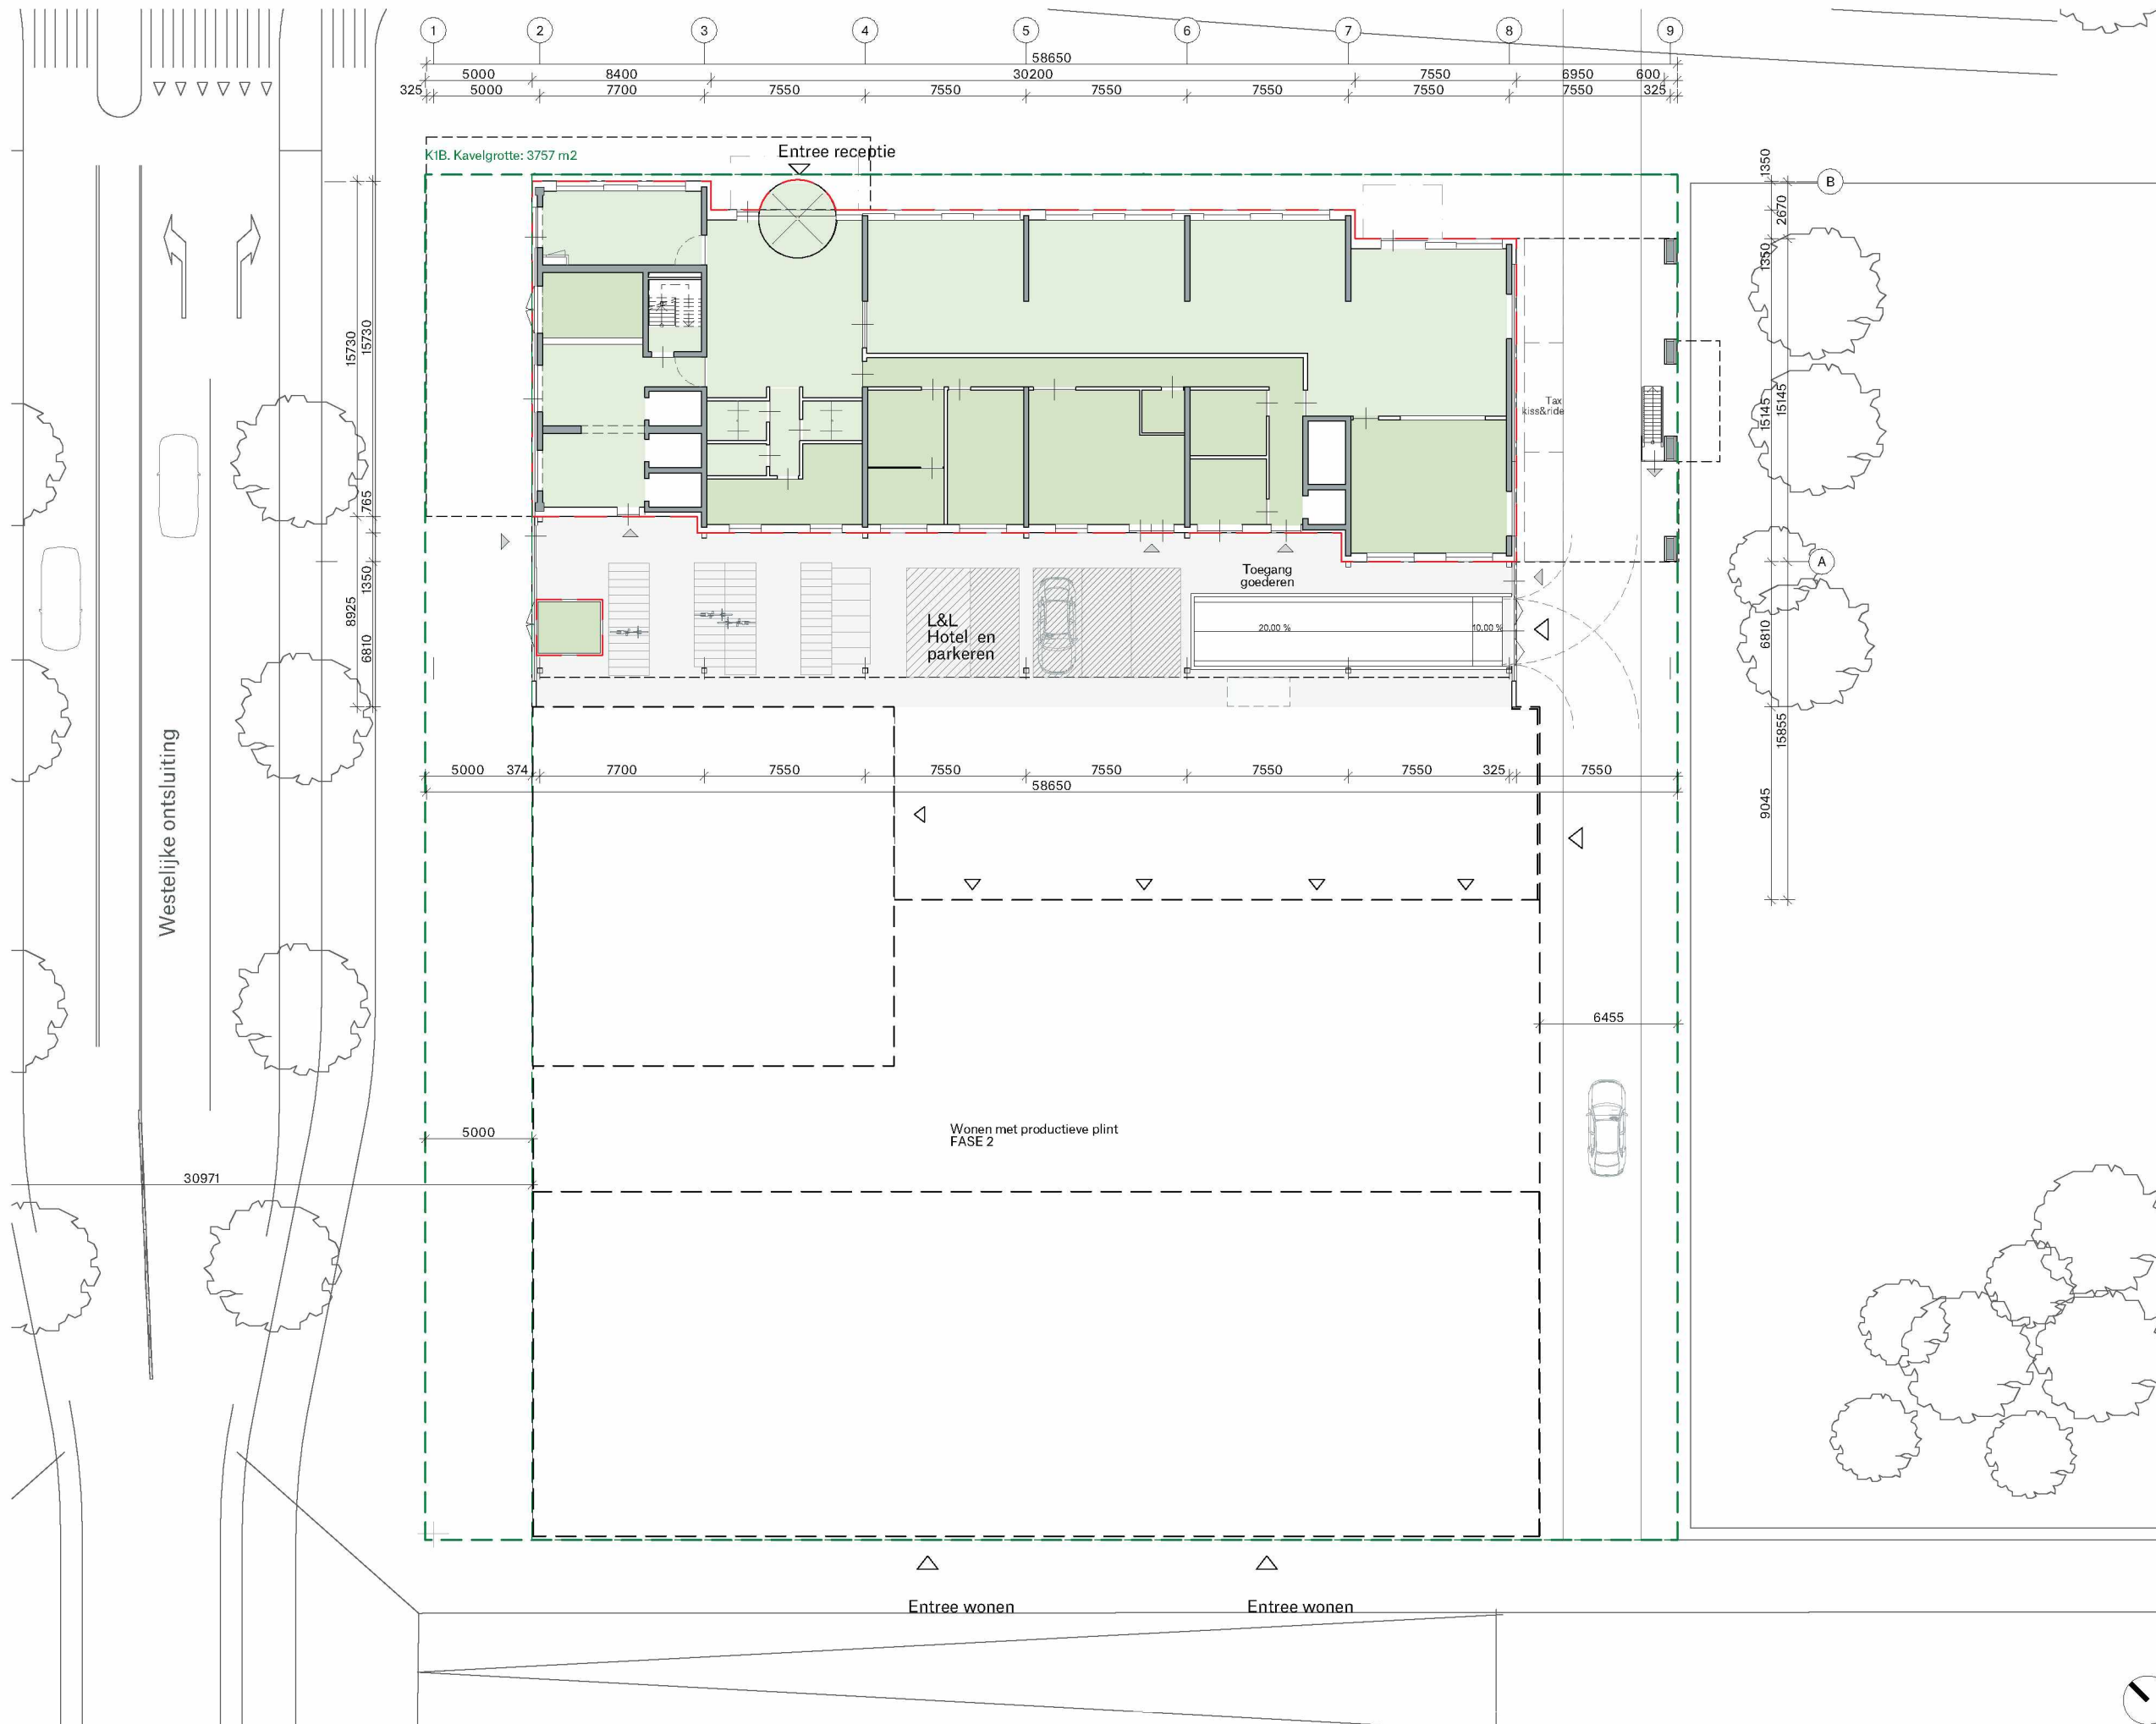 1 2 3 4 5 6 7 8 9
58650
5000 8400 30200 7550 6950 600
325 5000 7700 7550 7550 7550 7550 7550 7550 325
K1B. Kavelgrotte: 3757 m2
Entree receptie
1350
B
2670
1350
15730
15730
15145
15145
Tax
kiss&ride
765
1350
8925
6810
A
Toegang
goederen
L&L
Hotel en
parkeren
20.00 %
10.00 %
6810
15855
Westelijke ontsluiting
5000 374 7700 7550 7550 7550 7550 7550 325 7550
58650
9045
6455
5000
Wonen met productieve plint
FASE 2
30971
Entree wonen
Entree wonen